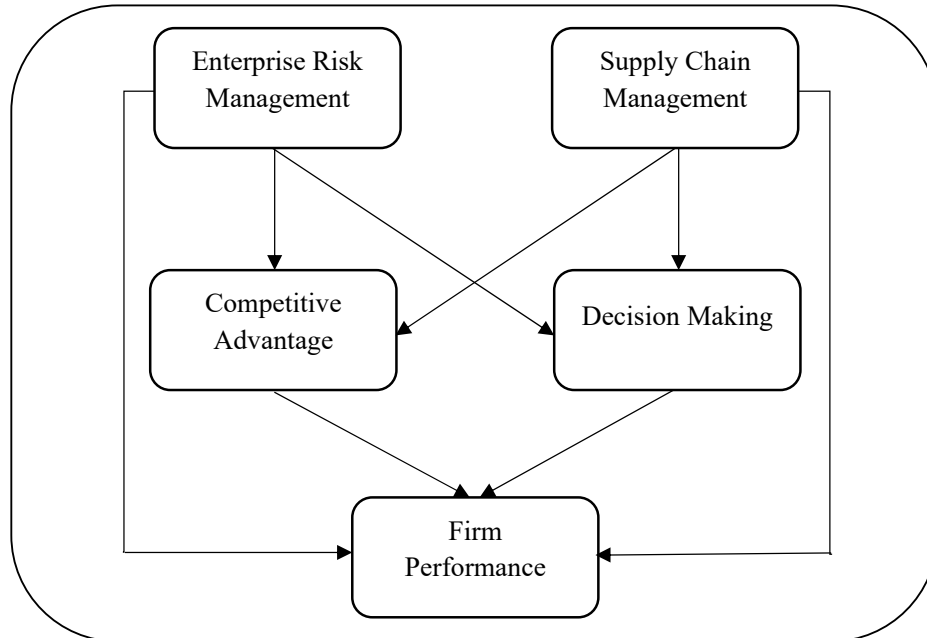 Enterprise Risk
Management
Supply Chain
Management
Competitive
Advantage
Decision Making
Firm
Performance